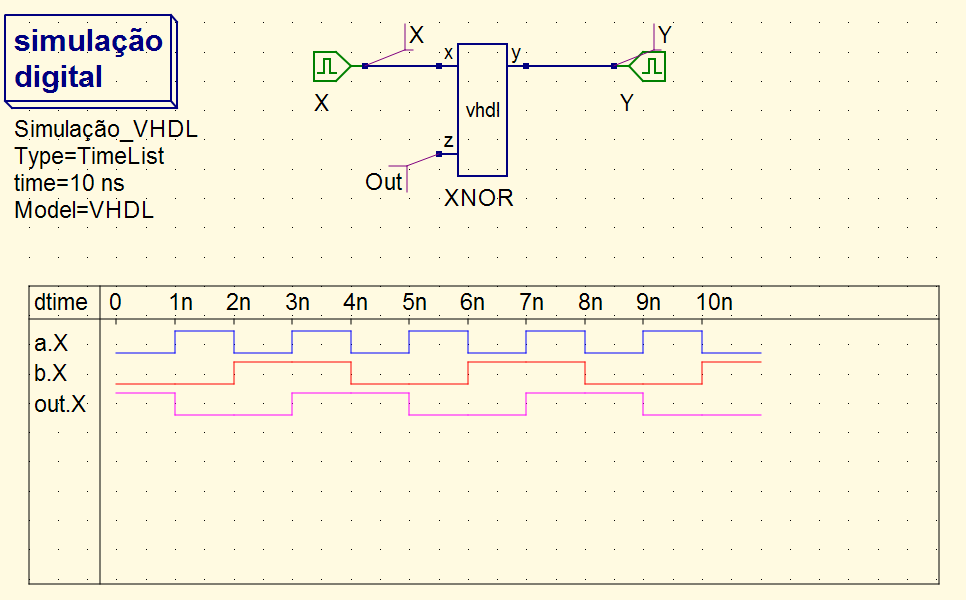 simulação
digital
Simulação_VHDL
Type=TimeList
time=10 ns
Model=VHDL
X
Y
x
y
vhdl
X
Y
z
Out
XNOR
dtime 0 1n 2n 3n 4n 5n 6n 7n 8n 9n 10n
a.X
b.X
out.X